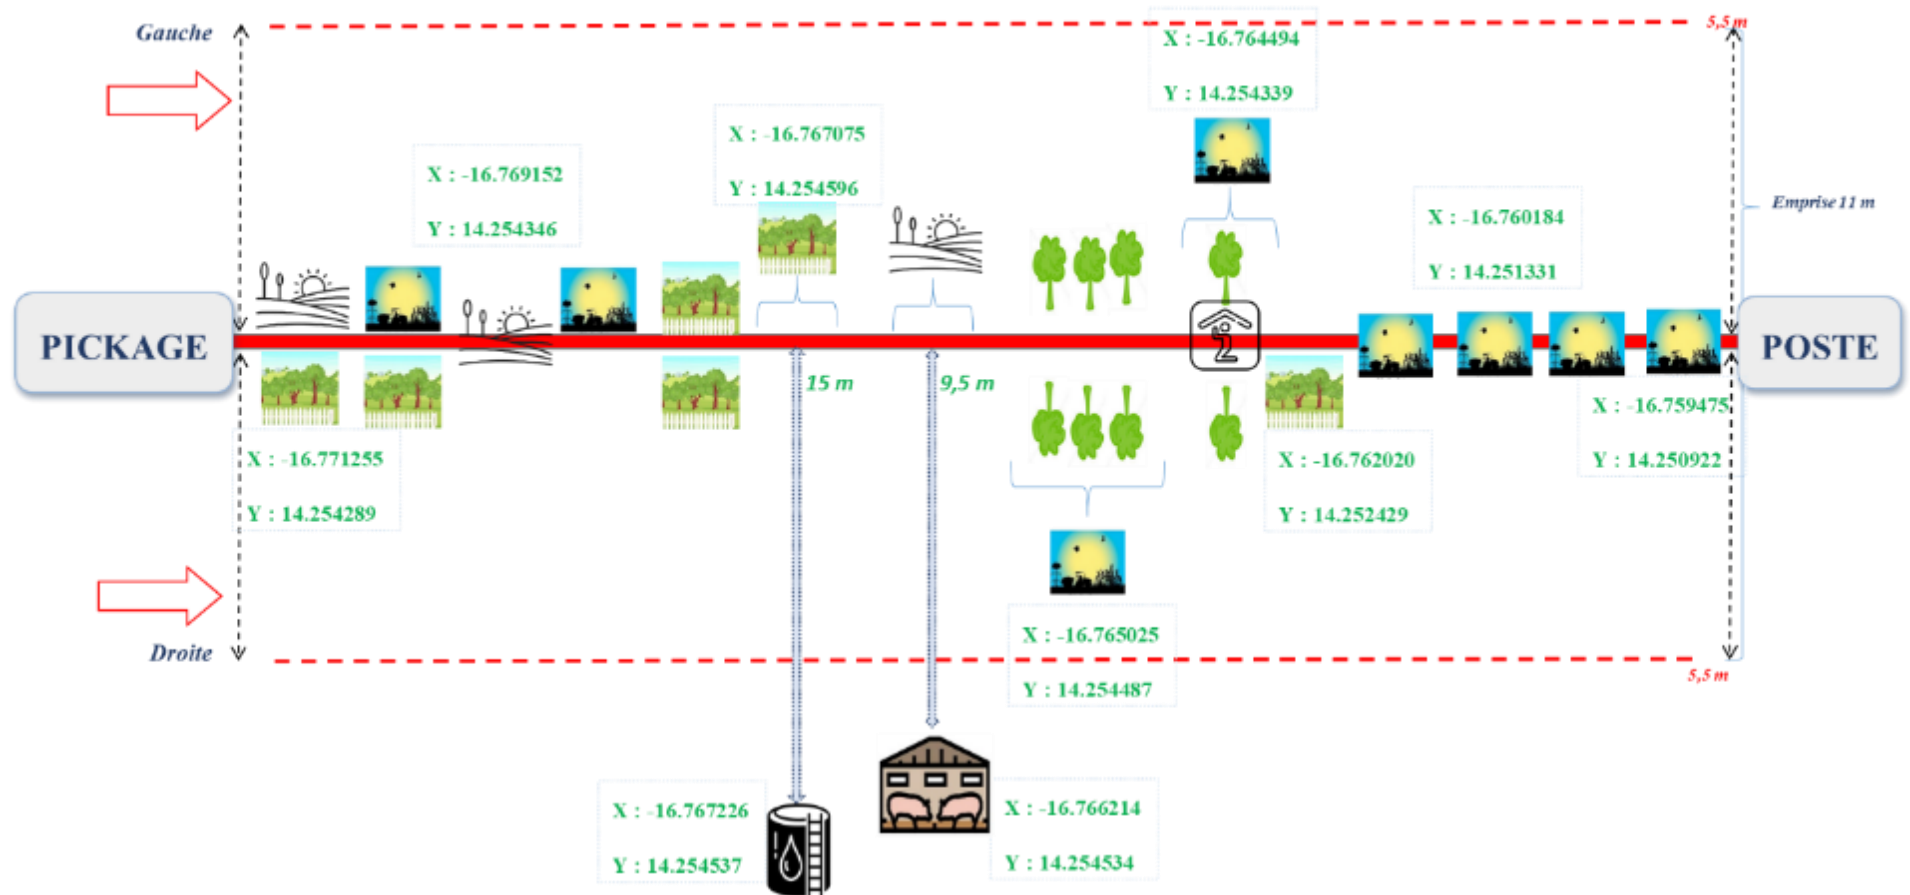 Gauche
5,5 m
X : -16.764494
Y : 14.254339
X : -16.767075
Y : 14.254596
X : -16.769152
Y : 14.254346
X : -16.760184
Y : 14.251331
Emprise 11 m
PICKAGE
POSTE
15 m
9,5 m
X : -16.759475
Y : 14.250922
X : -16.771255
Y : 14.254289
X : -16.762020
Y : 14.252429
Droite
X : -16.765025
Y : 14.254487
5,5 m
X : -16.767226
Y : 14.254537
X : -16.766214
Y : 14.254534